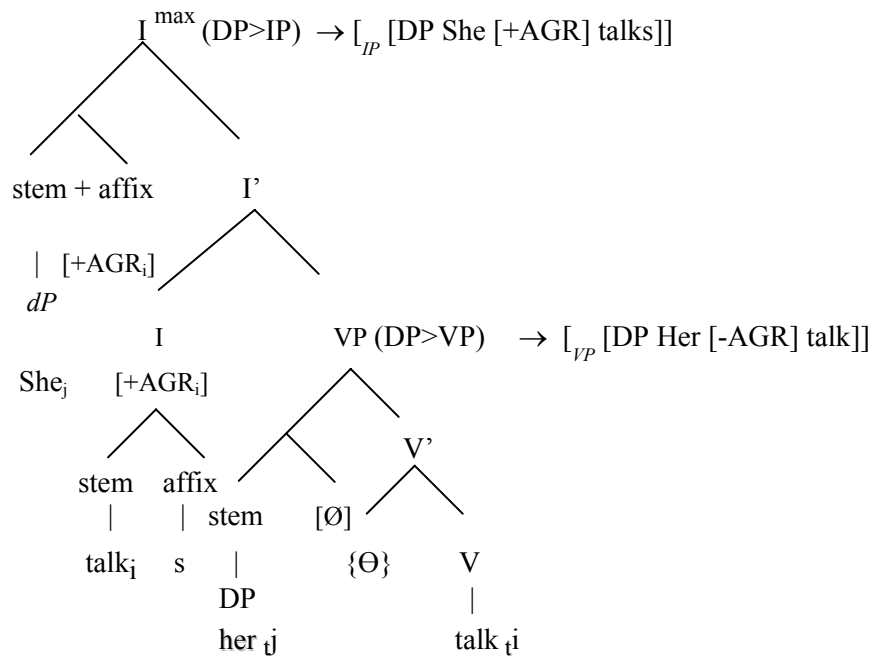 I max (DP>IP) → [IP [DP She [+AGR] talks]]
stem + affix I’
| [+AGRi]
dP
I VP (DP>VP) → [VP [DP Her [-AGR] talk]]
Shej [+AGRi]
V’
stem affix
| | stem [Ø]
talki s | {Ө} V
DP |
her tj talk ti